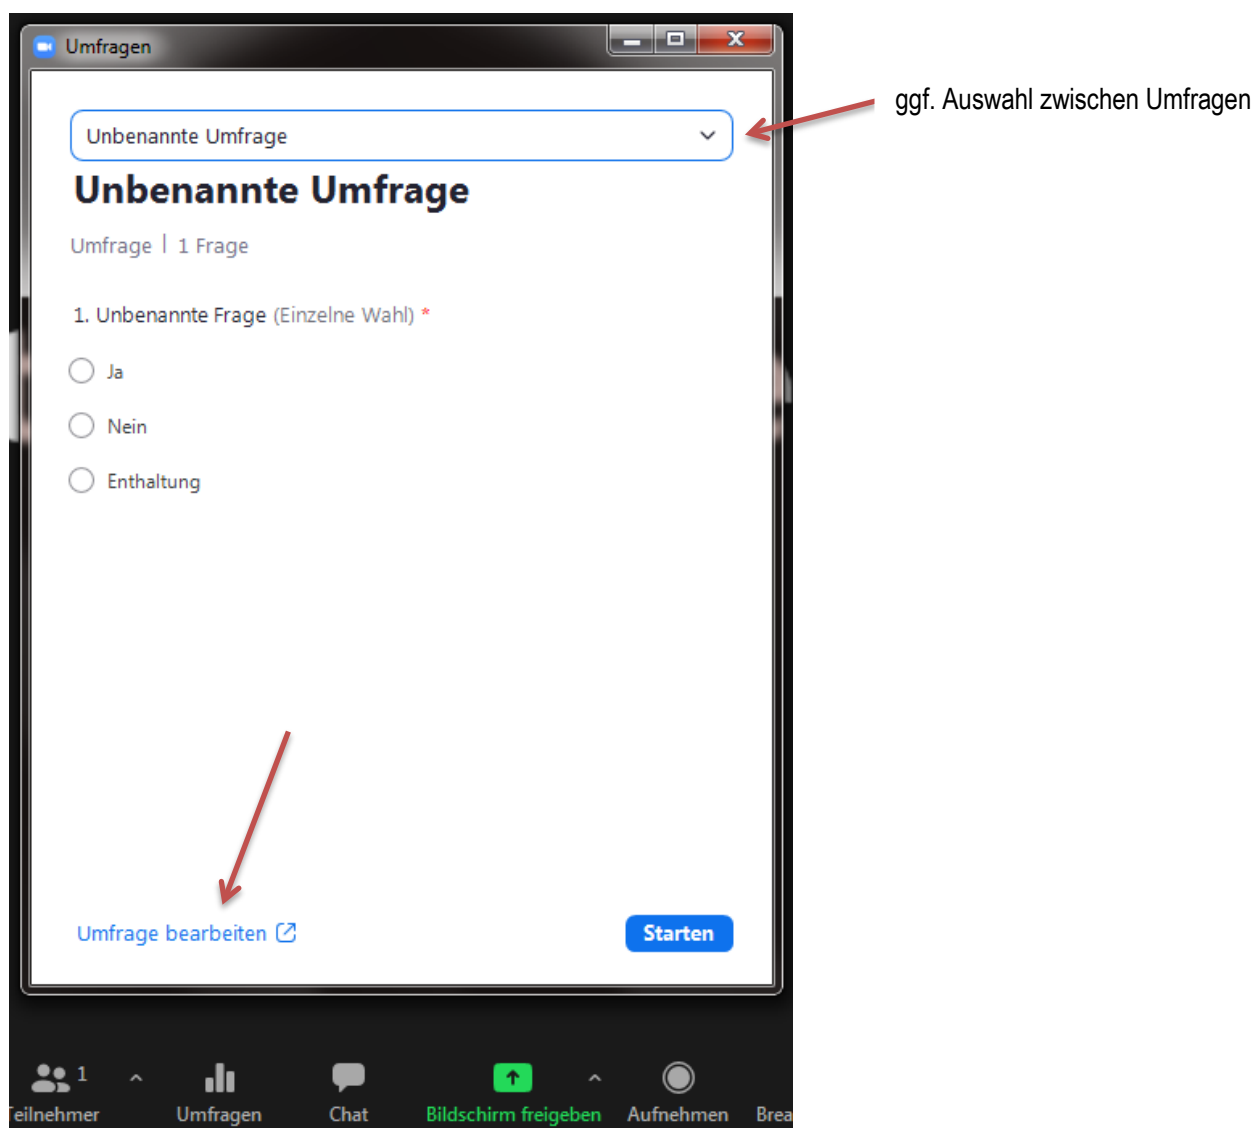 Umfragen
ggf. Auswahl zwischen Umfragen
Unbenannte Umfrage
Unbenannte Umfrage
Umfrage | 1 Frage
1. Unbenannte Frage (Einzelne Wahl) *
Ja
Nein
Enthaltung
Umfrage bearbeiten
Starten
1
eilnehmer Umfragen Chat Bildschirm freigeben Aufnehmen Brea